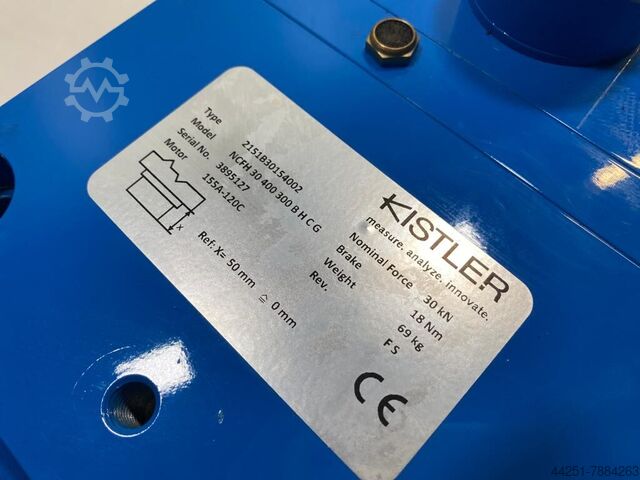 KISTLER
measure. analyze. innovate.
Type 2151B30154002
Model NCFH 30 400 300 B H C G
Serial No. 3895127
Motor 155A-120C
Nominal Force 30 kN
Brake 18 Nm
Weight 69 kg
Rev. F S
x
Ref: X= 50 mm ≙ 0 mm
CE
44251-7884263